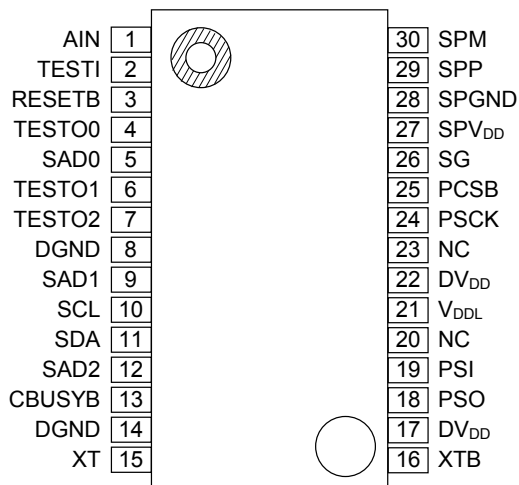 AIN 1 30 SPM
TESTI 2 29 SPP
RESETB 3 28 SPGND
TESTO0 4 27 SPVDD
SAD0 5 26 SG
TESTO1 6 25 PCSB
TESTO2 7 24 PSCK
DGND 8 23 NC
SAD1 9 22 DVDD
SCL 10 21 VDDL
SDA 11 20 NC
SAD2 12 19 PSI
CBUSYB 13 18 PSO
DGND 14 17 DVDD
XT 15 16 XTB